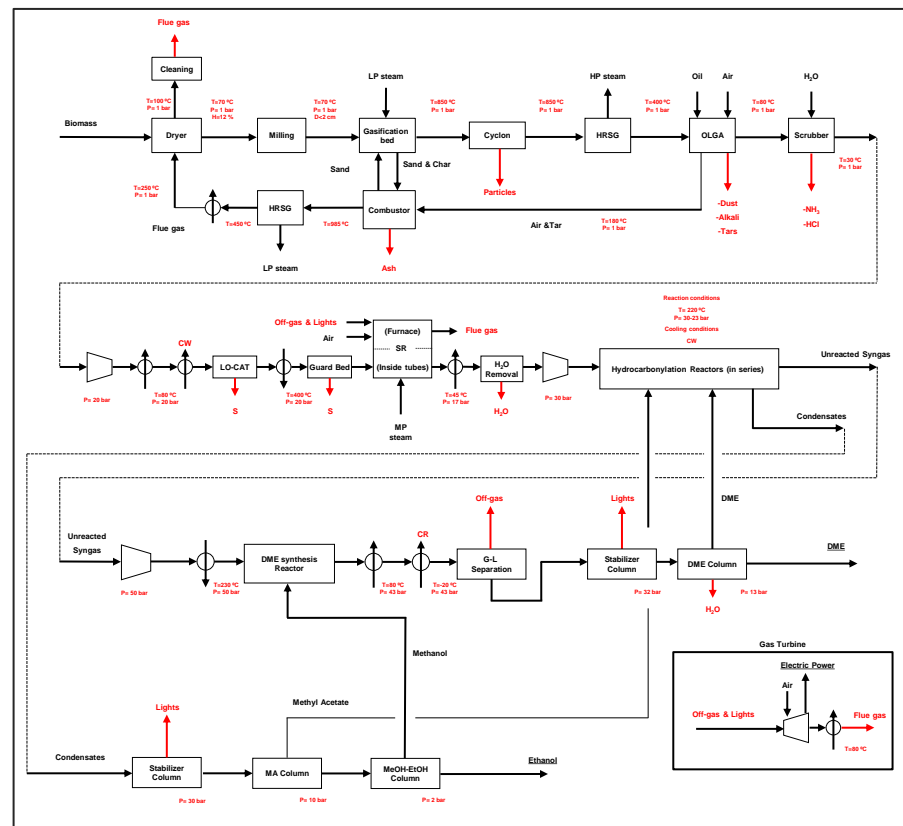 Flue gas
Cleaning
LP steam
HP steam
Oil
Air
H2O
T=100 ºC
P= 1 bar
T=70 ºC
P= 1 bar
H=12 %
T=70 ºC
P= 1 bar
D<2 cm
T=850 ºC
P= 1 bar
T=850 ºC
P= 1 bar
T=400 ºC
P= 1 bar
T=80 ºC
P= 1 bar
Biomass
Dryer
Milling
Gasification
bed
Cyclon
HRSG
OLGA
Scrubber
T=30 ºC
P= 1 bar
Sand
Sand & Char
Particles
T=250 ºC
P= 1 bar
HRSG
Combustor
-Dust
-Alkali
-Tars
-NH3
-HCl
Flue gas
T=450 ºC
T=985 ºC
Air &Tar
T=180 ºC
P= 1 bar
LP steam
Ash
Reaction conditions
T= 220 ºC
P= 30-23 bar
Cooling conditions
CW
Off-gas & Lights
Air
(Furnace)
SR
(Inside tubes)
Flue gas
CW
LO-CAT
Guard Bed
H2O
Removal
Hydrocarbonylation Reactors (in series)
Unreacted Syngas
P= 20 bar
T=80 ºC
P= 20 bar
S
T=400 ºC
P= 20 bar
S
MP
steam
T=45 ºC
P= 17 bar
H2O
P= 30 bar
Condensates
DME
Off-gas
Lights
Unreacted
Syngas
CR
DME synthesis
Reactor
G-L
Separation
Stabilizer
Column
DME Column
DME
P= 50 bar
T=230 ºC
P= 50 bar
T=80 ºC
P= 43 bar
T=-20 ºC
P= 43 bar
P= 32 bar
H2O
P= 13 bar
Methanol
Gas Turbine
Electric Power
Air
Off-gas & Lights
Flue gas
T=80 ºC
Lights
Methyl Acetate
Condensates
Stabilizer
Column
MA Column
MeOH-EtOH
Column
Ethanol
P= 30 bar
P= 10 bar
P= 2 bar